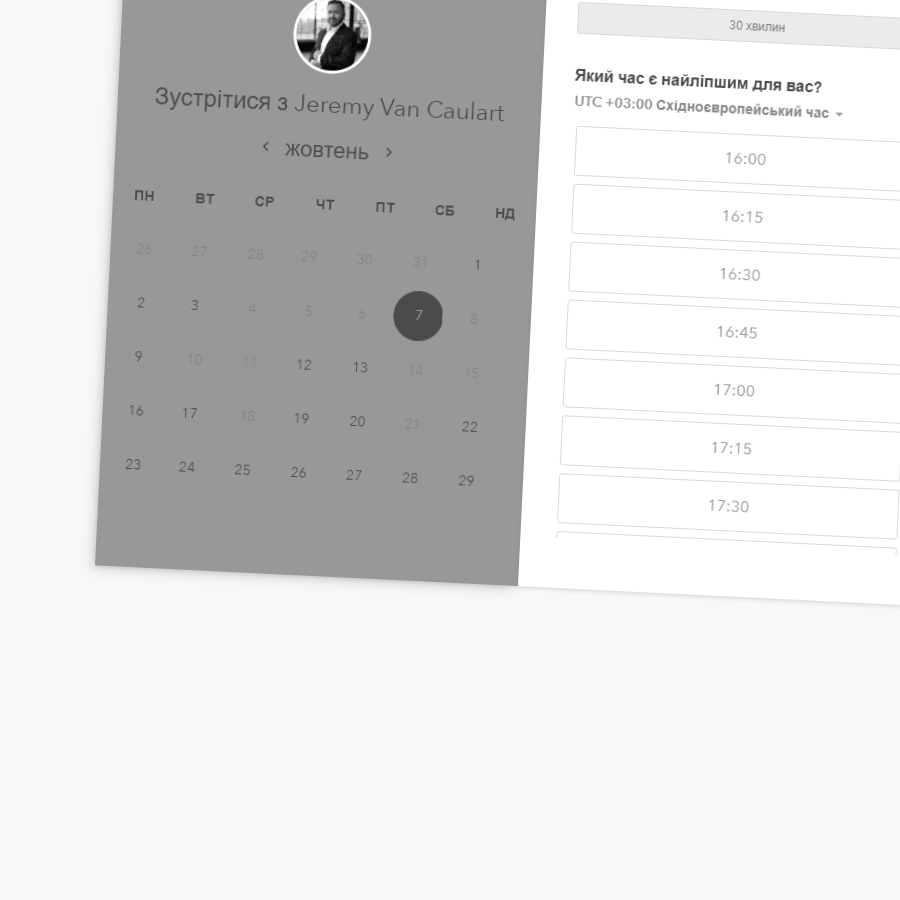 Зустрітися з Jeremy Van Caulart
‹ жовтень ›
ПН ВТ СР ЧТ ПТ СБ НД
26 27 28 29 30 31 1
2 3 4 5 6 7 8
9 10 11 12 13 14 15
16 17 18 19 20 21 22
23 24 25 26 27 28 29
30 хвилин
Який час є найліпшим для вас?
UTC +03:00 Східноєвропейський час
16:00
16:15
16:30
16:45
17:00
17:15
17:30